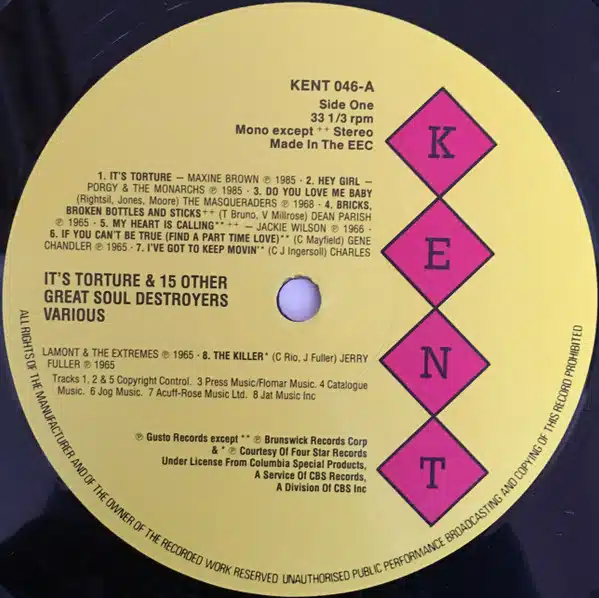 KENT 046-A
Side One
33 1/3 rpm
Mono except ++ Stereo
Made In The EEC
K
E
N
T
1. IT'S TORTURE – MAXINE BROWN ℗ 1985 · 2. HEY GIRL –
PORGY & THE MONARCHS ℗ 1985 · 3. DO YOU LOVE ME BABY
(Rightsil, Jones, Moore) THE MASQUERADERS ℗ 1968 · 4. BRICKS,
BROKEN BOTTLES AND STICKS++ (T Bruno, V Millrose) DEAN PARISH
℗ 1965 · 5. MY HEART IS CALLING** ++ – JACKIE WILSON ℗ 1966 ·
6. IF YOU CAN'T BE TRUE (FIND A PART TIME LOVE)** (C Mayfield) GENE
CHANDLER ℗ 1965 · 7. I'VE GOT TO KEEP MOVIN'* (C J Ingersoll) CHARLES
IT'S TORTURE & 15 OTHER
GREAT SOUL DESTROYERS
VARIOUS
LAMONT & THE EXTREMES ℗ 1965 · 8. THE KILLER* (C Rio, J Fuller) JERRY
FULLER ℗ 1965
Tracks 1, 2 & 5 Copyright Control. 3 Press Music/Flomar Music. 4 Catalogue
Music. 6 Jog Music. 7 Acuff-Rose Music Ltd. 8 Jat Music Inc
℗ Gusto Records except ** ℗ Brunswick Records Corp
& * ℗ Courtesy Of Four Star Records
Under License From Columbia Special Products,
A Service Of CBS Records,
A Division Of CBS Inc
ALL RIGHTS OF THE MANUFACTURER AND OF THE OWNER OF THE RECORDED WORK RESERVED UNAUTHORISED PUBLIC PERFORMANCE BROADCASTING AND COPYING OF THIS RECORD PROHIBITED